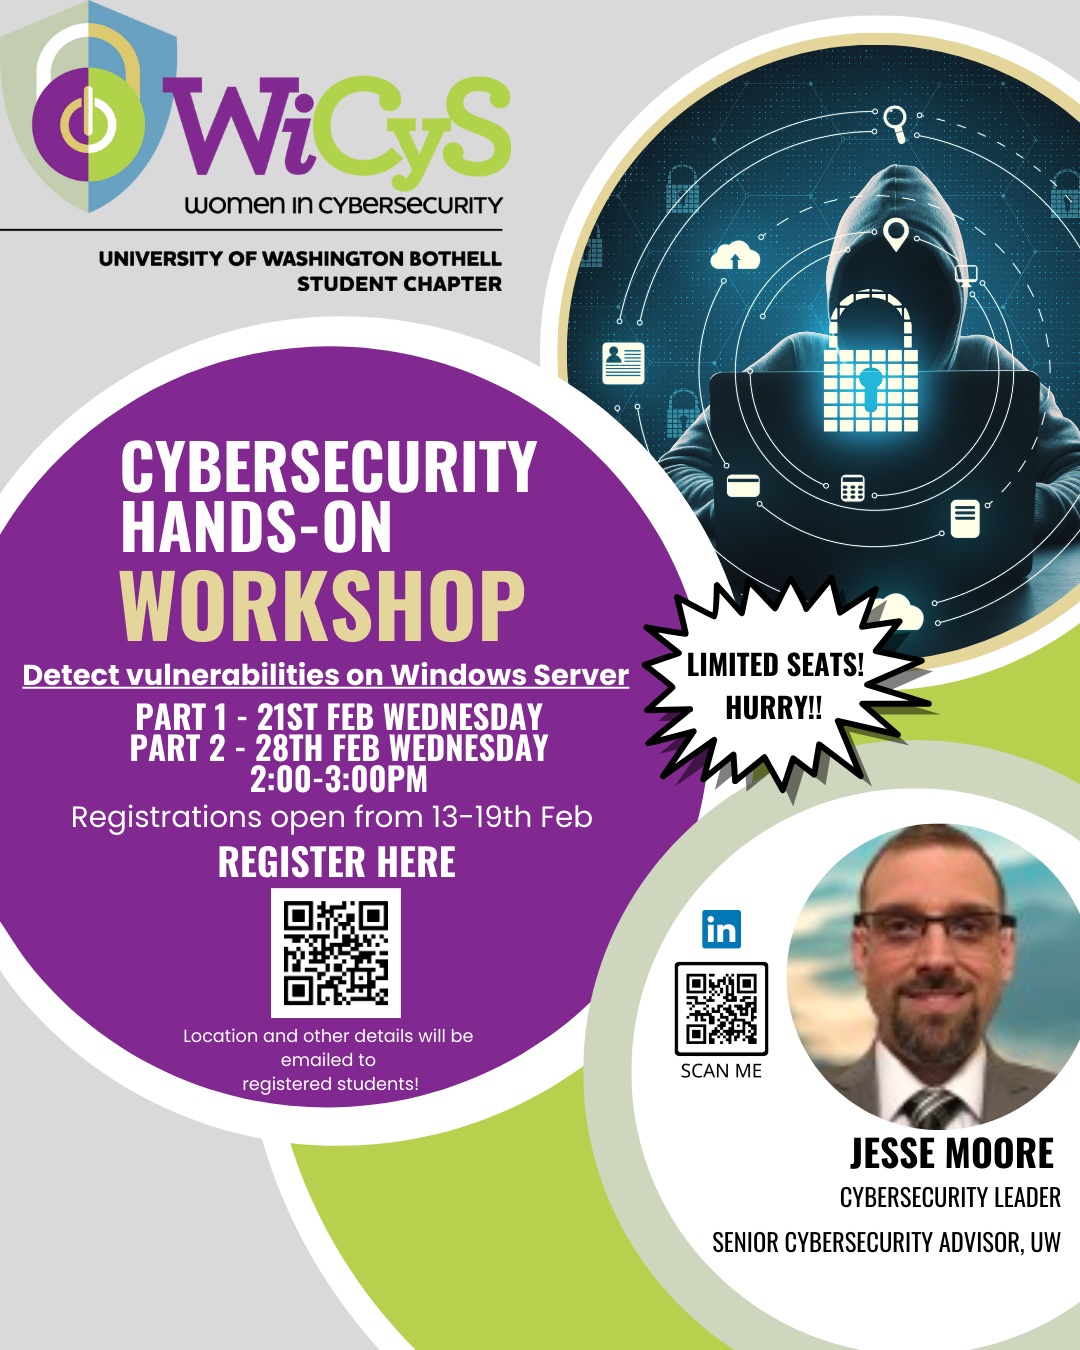 WiCyS
WOMEN IN CYBERSECURITY
UNIVERSITY OF WASHINGTON BOTHELL
STUDENT CHAPTER
CYBERSECURITY
HANDS-ON
WORKSHOP
Detect vulnerabilities on Windows Server
PART 1 - 21ST FEB WEDNESDAY
PART 2 - 28TH FEB WEDNESDAY
2:00-3:00PM
Registrations open from 13-19th Feb
REGISTER HERE
Location and other details will be
emailed to
registered students!
LIMITED SEATS!
HURRY!!
in
SCAN ME
JESSE MOORE
CYBERSECURITY LEADER
SENIOR CYBERSECURITY ADVISOR, UW